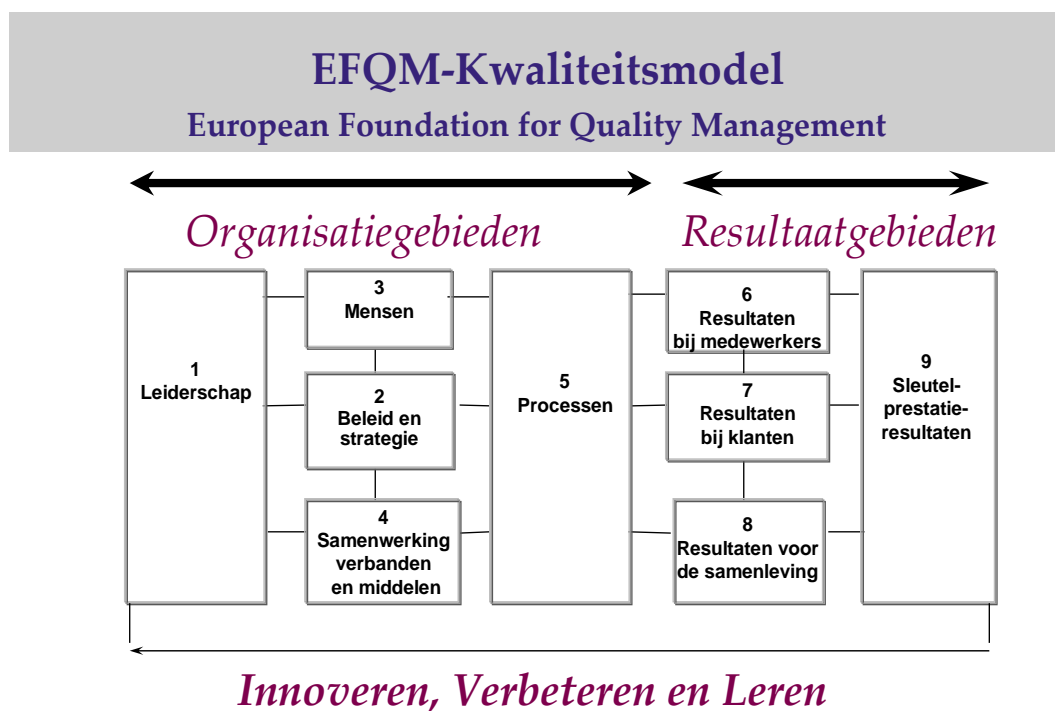 EFQM-Kwaliteitsmodel
European Foundation for Quality Management
Organisatiegebieden
Resultaatgebieden
1
Leiderschap
3
Mensen
2
Beleid en
strategie
4
Samenwerking
verbanden
en middelen
5
Processen
6
Resultaten
bij medewerkers
7
Resultaten
bij klanten
8
Resultaten voor
de samenleving
9
Sleutel-
prestatie-
resultaten
Innoveren, Verbeteren en Leren